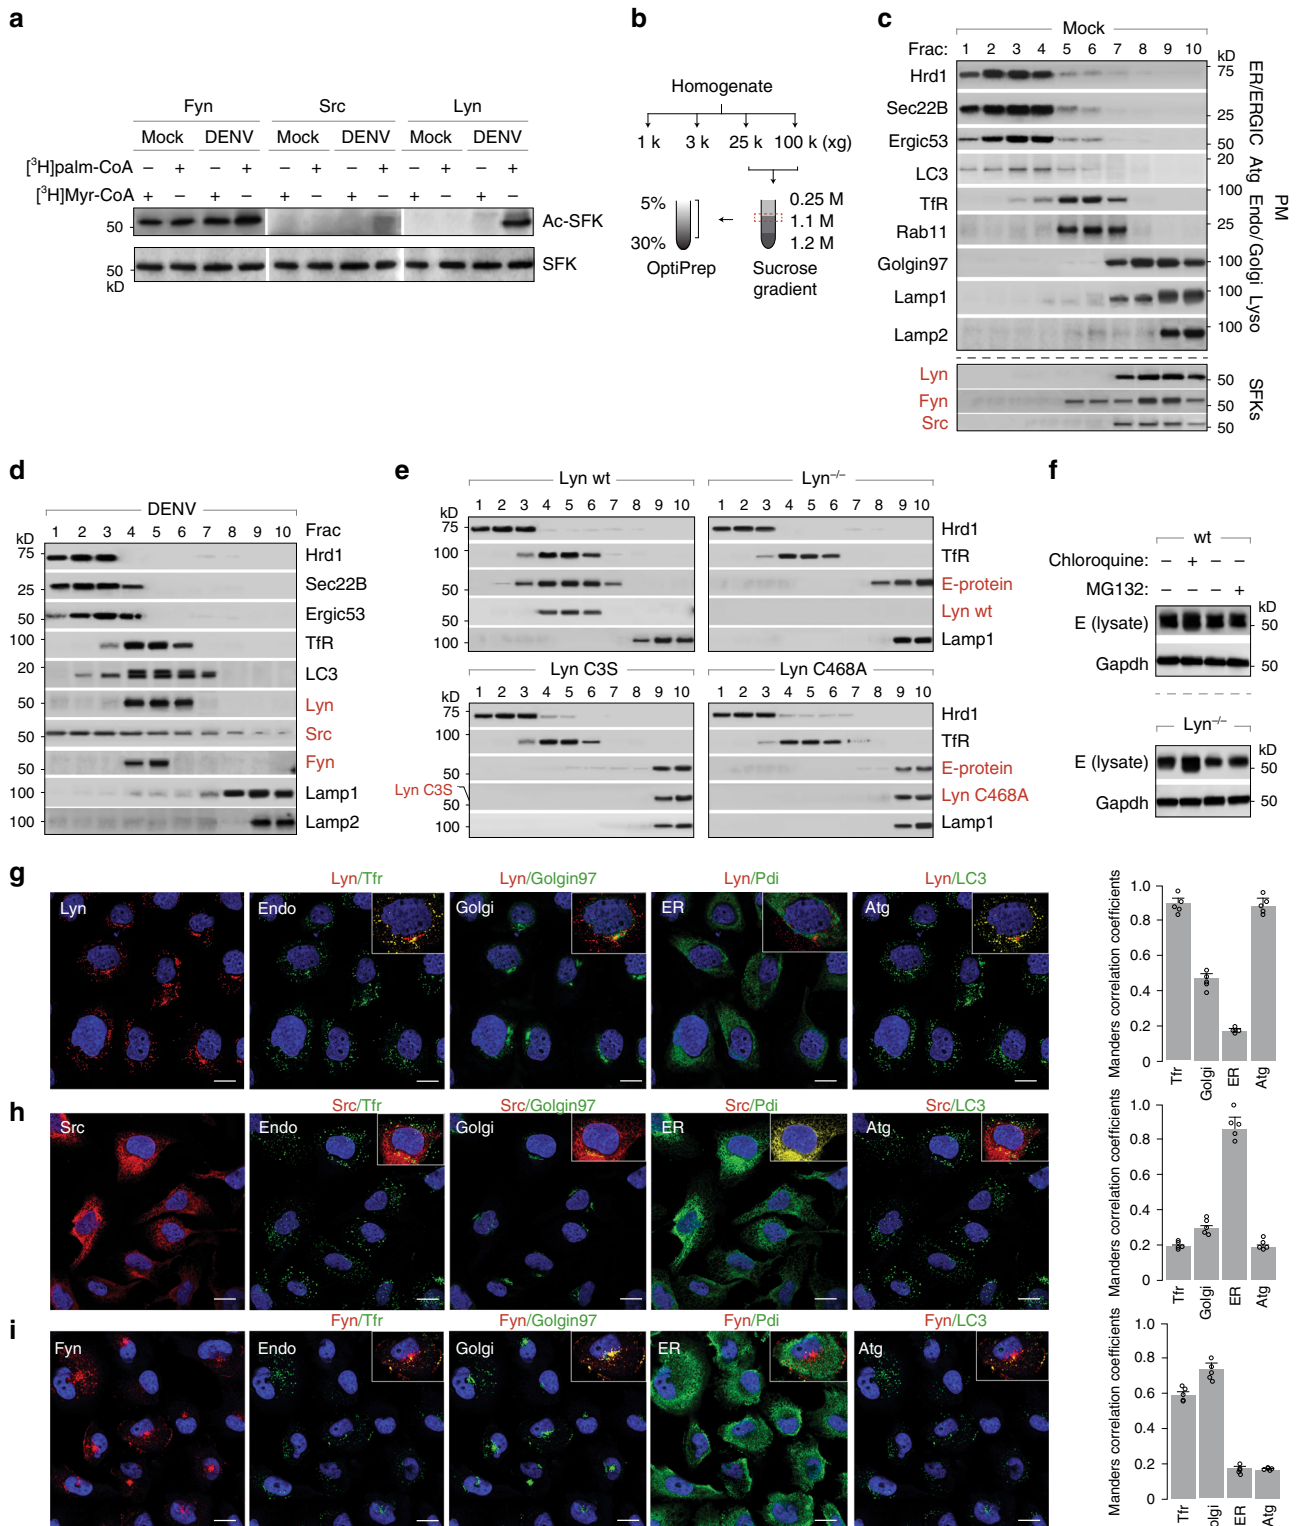 a
Fyn Src Lyn
Mock DENV Mock DENV Mock DENV
[³H]palm-CoA – + – + – + – + – + – +
[³H]Myr-CoA + – + – + – + – + – + –
50 Ac-SFK
50 SFK
kD
b
Homogenate
1 k 3 k 25 k 100 k (xg)
5% 0.25 M
1.1 M
30% 1.2 M
OptiPrep Sucrose gradient
c
Mock
Frac: 1 2 3 4 5 6 7 8 9 10 kD
Hrd1 75
Sec22B 25
Ergic53 50
LC3 20
TfR 100
Rab11 25
Golgin97 100
Lamp1 100
Lamp2 100
Lyn 50
Fyn 50
Src 50
ER/ERGIC Atg Endo/Golgi Lyso
PM
SFKs
d
DENV
kD 1 2 3 4 5 6 7 8 9 10 Frac
75 Hrd1
25 Sec22B
50 Ergic53
100 TfR
20 LC3
50 Lyn
50 Src
50 Fyn
100 Lamp1
100 Lamp2
e
Lyn wt Lyn–/–
kD 1 2 3 4 5 6 7 8 9 10 1 2 3 4 5 6 7 8 9 10
75 Hrd1
100 TfR
50 E-protein
50 Lyn wt
100 Lamp1
Lyn C3S Lyn C468A
kD 1 2 3 4 5 6 7 8 9 10 1 2 3 4 5 6 7 8 9 10
75 Hrd1
100 TfR
50 E-protein
Lyn C3S 50 Lyn C468A
100 Lamp1
f
wt
Chloroquine: – + – –
MG132: – – – + kD
E (lysate) 50
Gapdh 50
Lyn–/–
kD
E (lysate) 50
Gapdh 50
g
Lyn/Tfr Lyn/Golgin97 Lyn/Pdi Lyn/LC3
Lyn Endo Golgi ER Atg
Manders correlation coefficients
1.0
0.8
0.6
0.4
0.2
0
Tfr Golgi ER Atg
h
Src/Tfr Src/Golgin97 Src/Pdi Src/LC3
Src Endo Golgi ER Atg
Manders correlation coefficients
1.0
0.8
0.6
0.4
0.2
0
Tfr Golgi ER Atg
i
Fyn/Tfr Fyn/Golgin97 Fyn/Pdi Fyn/LC3
Fyn Endo Golgi ER Atg
Manders correlation coefficients
1.0
0.8
0.6
0.4
0.2
0
Tfr olgi ER Atg